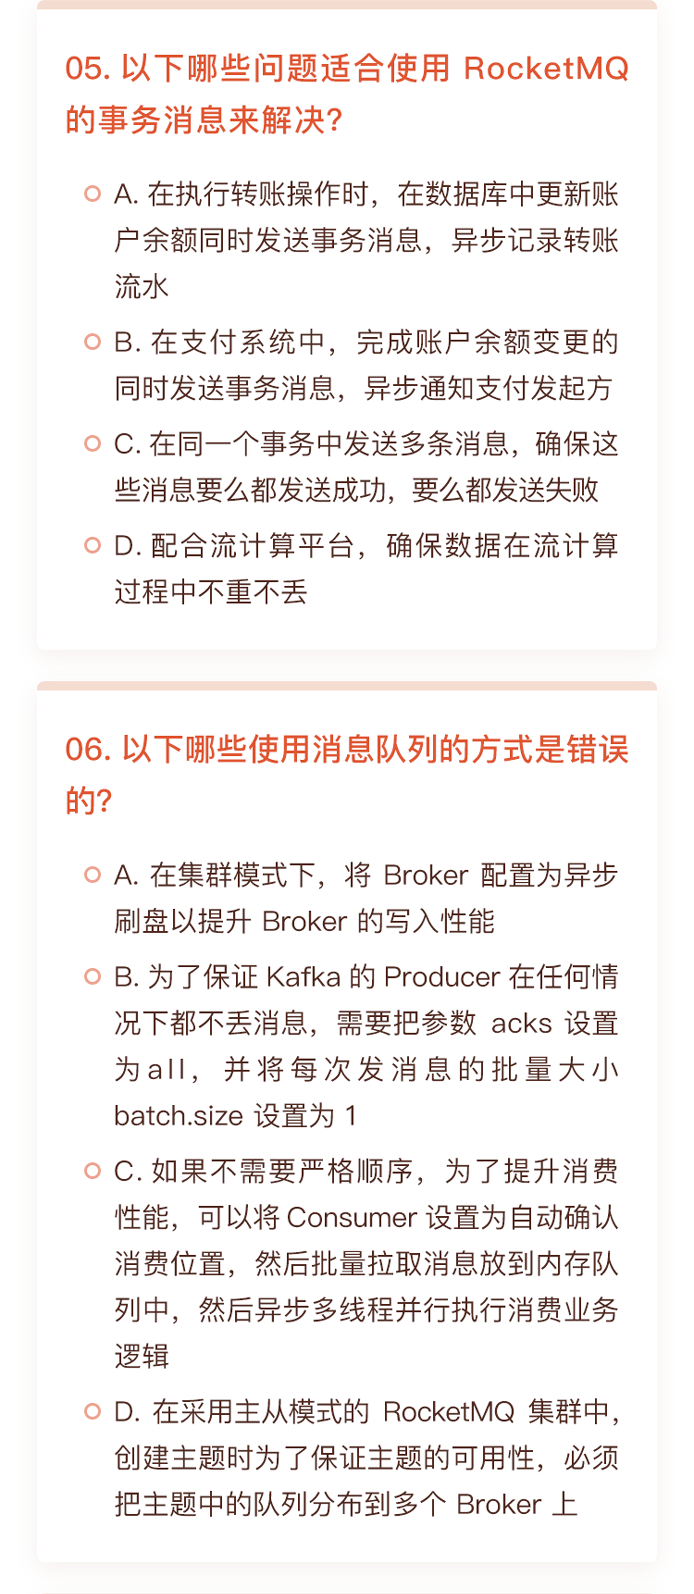 05. 以下哪些问题适合使用 RocketMQ
的事务消息来解决?
A. 在执行转账操作时，在数据库中更新账
户余额同时发送事务消息，异步记录转账
流水
B. 在支付系统中，完成账户余额变更的
同时发送事务消息，异步通知支付发起方
C. 在同一个事务中发送多条消息，确保这
些消息要么都发送成功，要么都发送失败
D. 配合流计算平台，确保数据在流计算
过程中不重不丢
06. 以下哪些使用消息队列的方式是错误
的?
A. 在集群模式下，将 Broker 配置为异步
刷盘以提升 Broker 的写入性能
B. 为了保证 Kafka 的 Producer 在任何情
况下都不丢消息，需要把参数 acks 设置
为all，并将每次发消息的批量大小
batch.size 设置为 1
C. 如果不需要严格顺序，为了提升消费
性能，可以将 Consumer 设置为自动确认
消费位置，然后批量拉取消息放到内存队
列中，然后异步多线程并行执行消费业务
逻辑
D. 在采用主从模式的 RocketMQ 集群中，
创建主题时为了保证主题的可用性，必须
把主题中的队列分布到多个 Broker 上